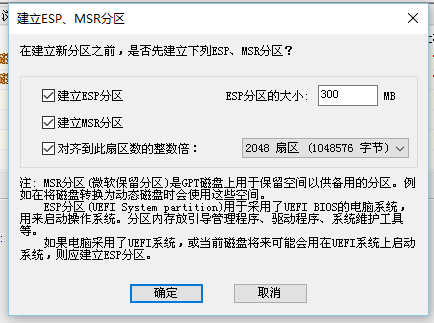 建立ESP、MSR分区
在建立新分区之前,是否先建立下列ESP、MSR分区?
建立ESP分区 ESP分区的大小: 300 MB
建立MSR分区
对齐到此扇区数的整数倍: 2048 扇区 (1048576 字节)
注: MSR分区(微软保留分区)是GPT磁盘上用于保留空间以供备用的分区。例
如在将磁盘转换为动态磁盘时会使用这些空间。
ESP分区(UEFI System partition)用于采用了UEFI BIOS的电脑系统,
用来启动操作系统。分区内存放引导管理程序、驱动程序、系统维护工具
等。
如果电脑采用了UEFI系统,或当前磁盘将来可能会用在UEFI系统上启动
系统,则应建立ESP分区。
确定 取消